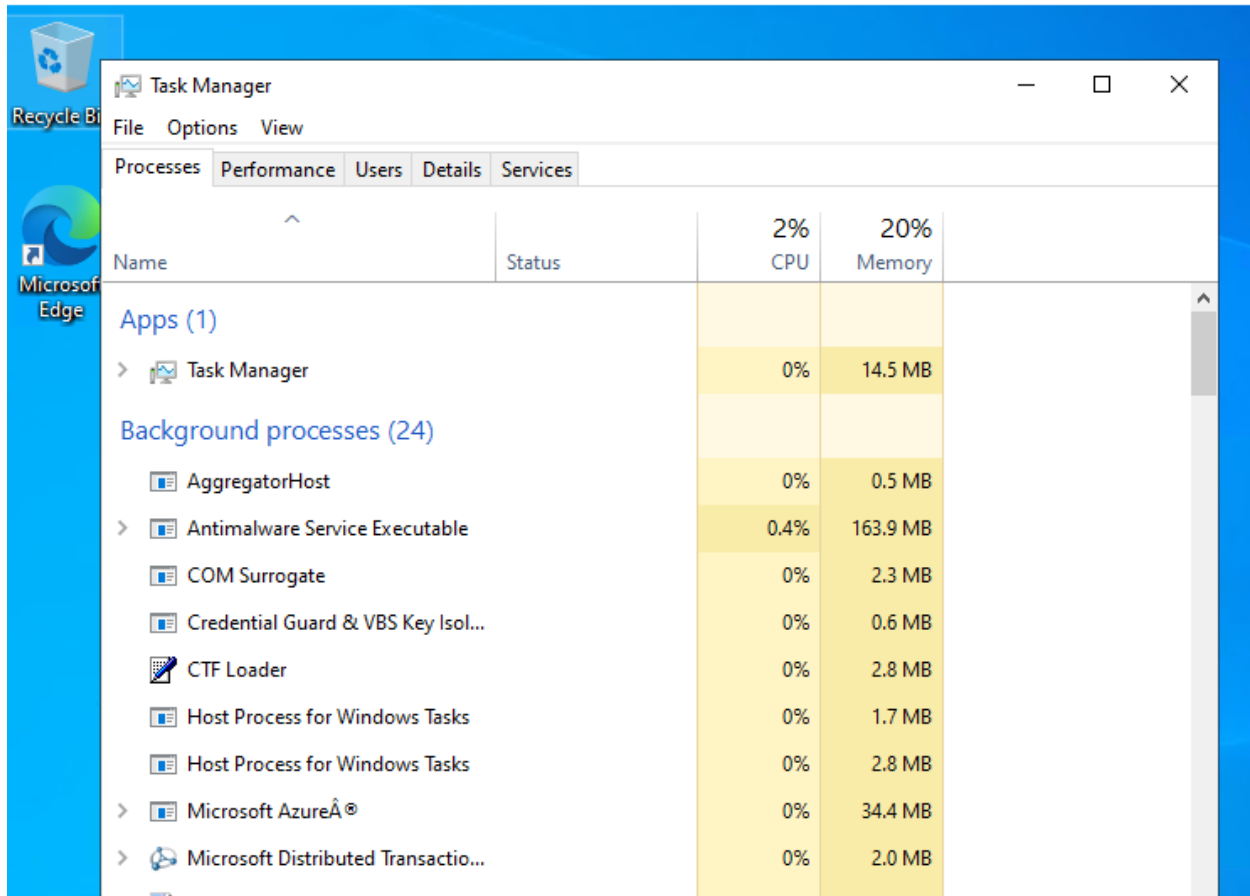 Recycle Bi
Microsof
Edge
Task Manager
File Options View
Processes Performance Users Details Services
2% 20%
Name Status CPU Memory
Apps (1)
Task Manager 0% 14.5 MB
Background processes (24)
AggregatorHost 0% 0.5 MB
Antimalware Service Executable 0.4% 163.9 MB
COM Surrogate 0% 2.3 MB
Credential Guard & VBS Key Isol... 0% 0.6 MB
CTF Loader 0% 2.8 MB
Host Process for Windows Tasks 0% 1.7 MB
Host Process for Windows Tasks 0% 2.8 MB
Microsoft AzureÂ® 0% 34.4 MB
Microsoft Distributed Transactio... 0% 2.0 MB